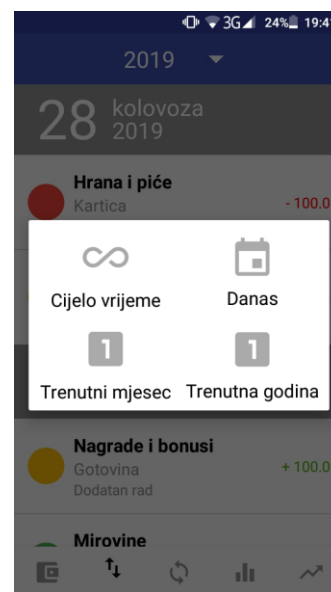 3G 24% 19:41
2019
28 kolovoza
2019
Hrana i piće
Kartica - 100.0
Cijelo vrijeme Danas
1 1
Trenutni mjesec Trenutna godina
Nagrade i bonusi
Gotovina + 100.0
Dodatan rad
Mirovine